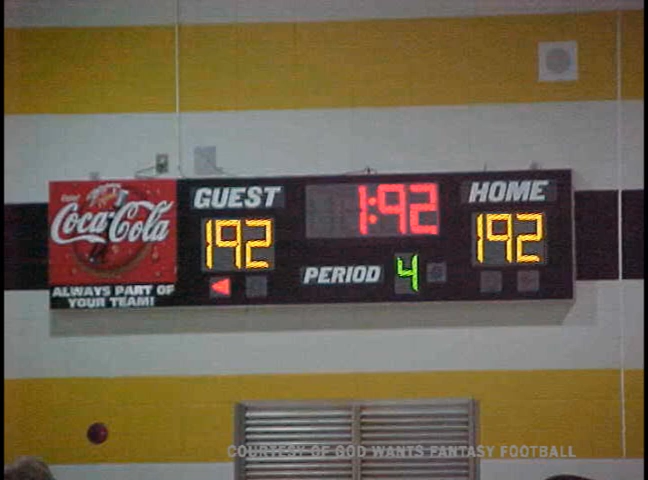 GUEST
1:92
HOME
Coca-Cola
192
192
PERIOD
4
ALWAYS PART OF
YOUR TEAM!
COURTESY OF GOD WANTS FANTASY FOOTBALL